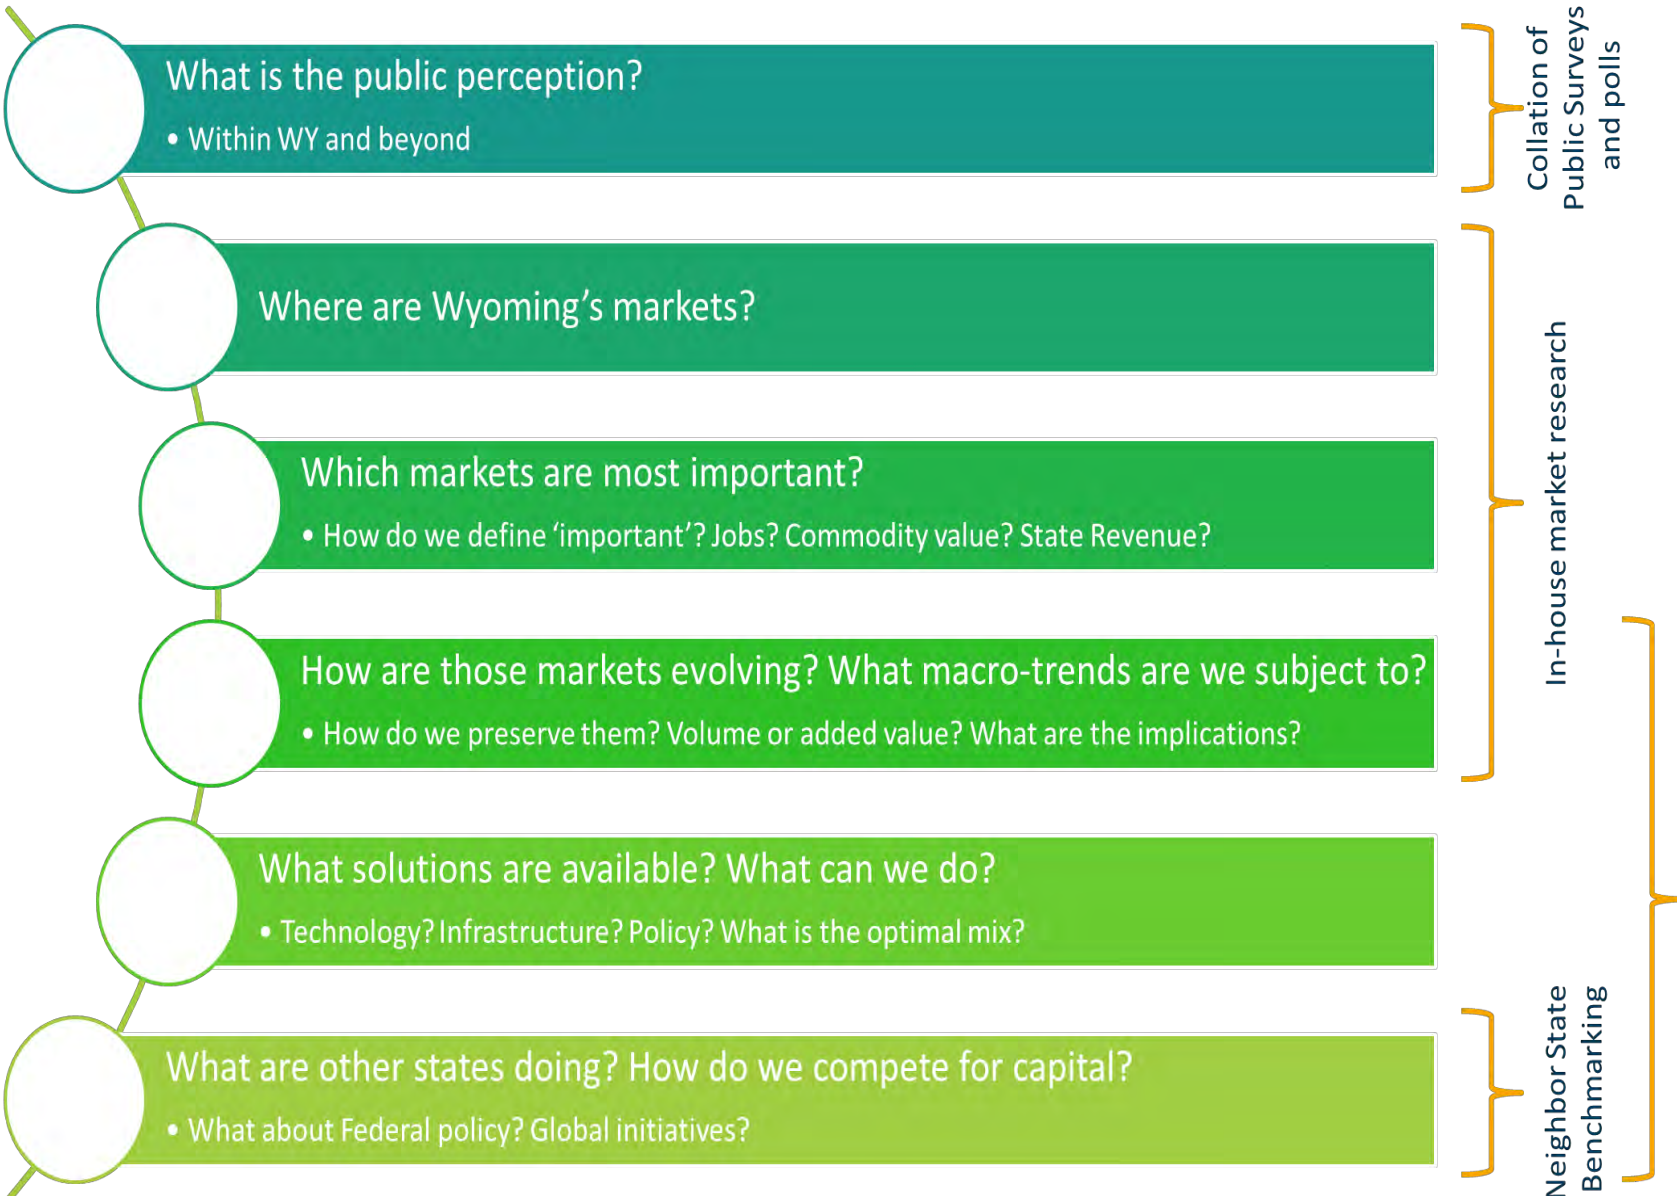 What is the public perception?
• Within WY and beyond
Collation of
Public Surveys
and polls
Where are Wyoming's markets?
Which markets are most important?
• How do we define ‘important’? Jobs? Commodity value? State Revenue?
How are those markets evolving? What macro-trends are we subject to?
• How do we preserve them? Volume or added value? What are the implications?
In-house market research
What solutions are available? What can we do?
• Technology? Infrastructure? Policy? What is the optimal mix?
What are other states doing? How do we compete for capital?
• What about Federal policy? Global initiatives?
Neighbor State
Benchmarking